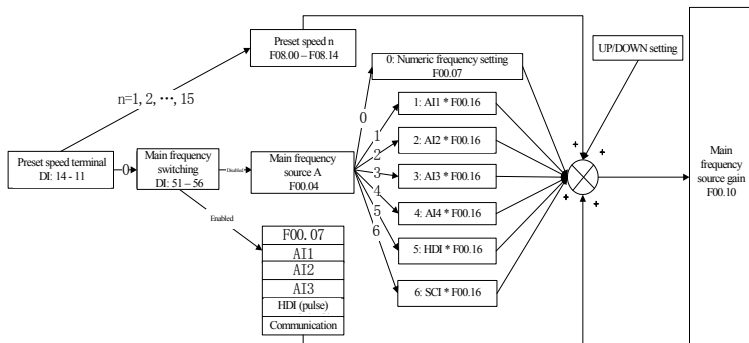 Preset speed n
F08.00 – F08.14
UP/DOWN setting
0: Numeric frequency setting
F00.07
n=1, 2, ⋯, 15
0
1: AI1 * F00.16
1
2: AI2 * F00.16
2
Preset speed terminal
DI: 14 - 11
0
Main frequency
switching
DI: 51 – 56
Disabled
Main frequency
source A
F00.04
3
3: AI3 * F00.16
Main
frequency
source gain
F00.10
4
4: AI4 * F00.16
Enabled
5
5: HDI * F00.16
6
6: SCI * F00.16
F00.07
AI1
AI2
AI3
HDI (pulse)
Communication
+
+
+
+
+